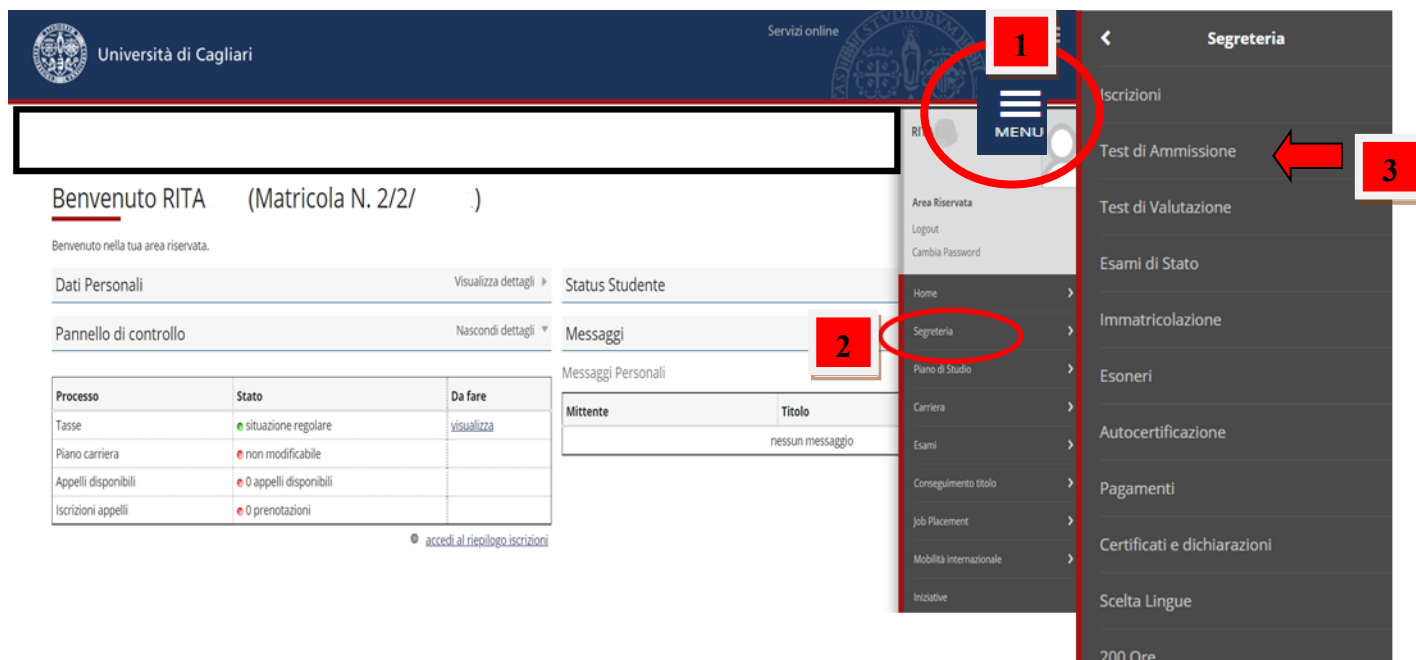 Università di Cagliari
Servizi online
1
MENU
Benvenuto RITA (Matricola N. 2/2/ )
Benvenuto nella tua area riservata.
Dati Personali
Visualizza dettagli
Status Studente
Pannello di controllo
Nascondi dettagli
Messaggi
Messaggi Personali
Processo Stato Da fare
Tasse situazione regolare visualizza
Piano carriera non modificabile
Appelli disponibili 0 appelli disponibili
Iscrizioni appelli 0 prenotazioni
accedi al riepilogo iscrizioni
Mittente Titolo
nessun messaggio
2
Area Riservata
Logout
Cambia Password
Home
Segreteria
Piano di Studio
Carriera
Esami
Conseguimento titolo
Job Placement
Mobilità internazionale
Iniziative
Segreteria
Iscrizioni
Test di Ammissione
3
Test di Valutazione
Esami di Stato
Immatricolazione
Esoneri
Autocertificazione
Pagamenti
Certificati e dichiarazioni
Scelta Lingue
200 Ore